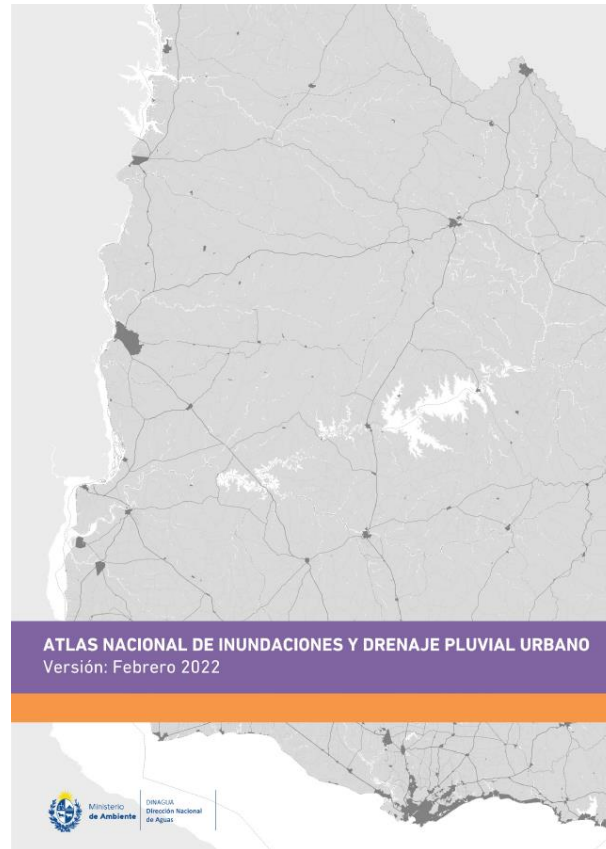 ATLAS NACIONAL DE INUNDACIONES Y DRENAJE PLUVIAL URBANO
Versión: Febrero 2022
Ministerio
de Ambiente
DINAGUA
Dirección Nacional
de Aguas